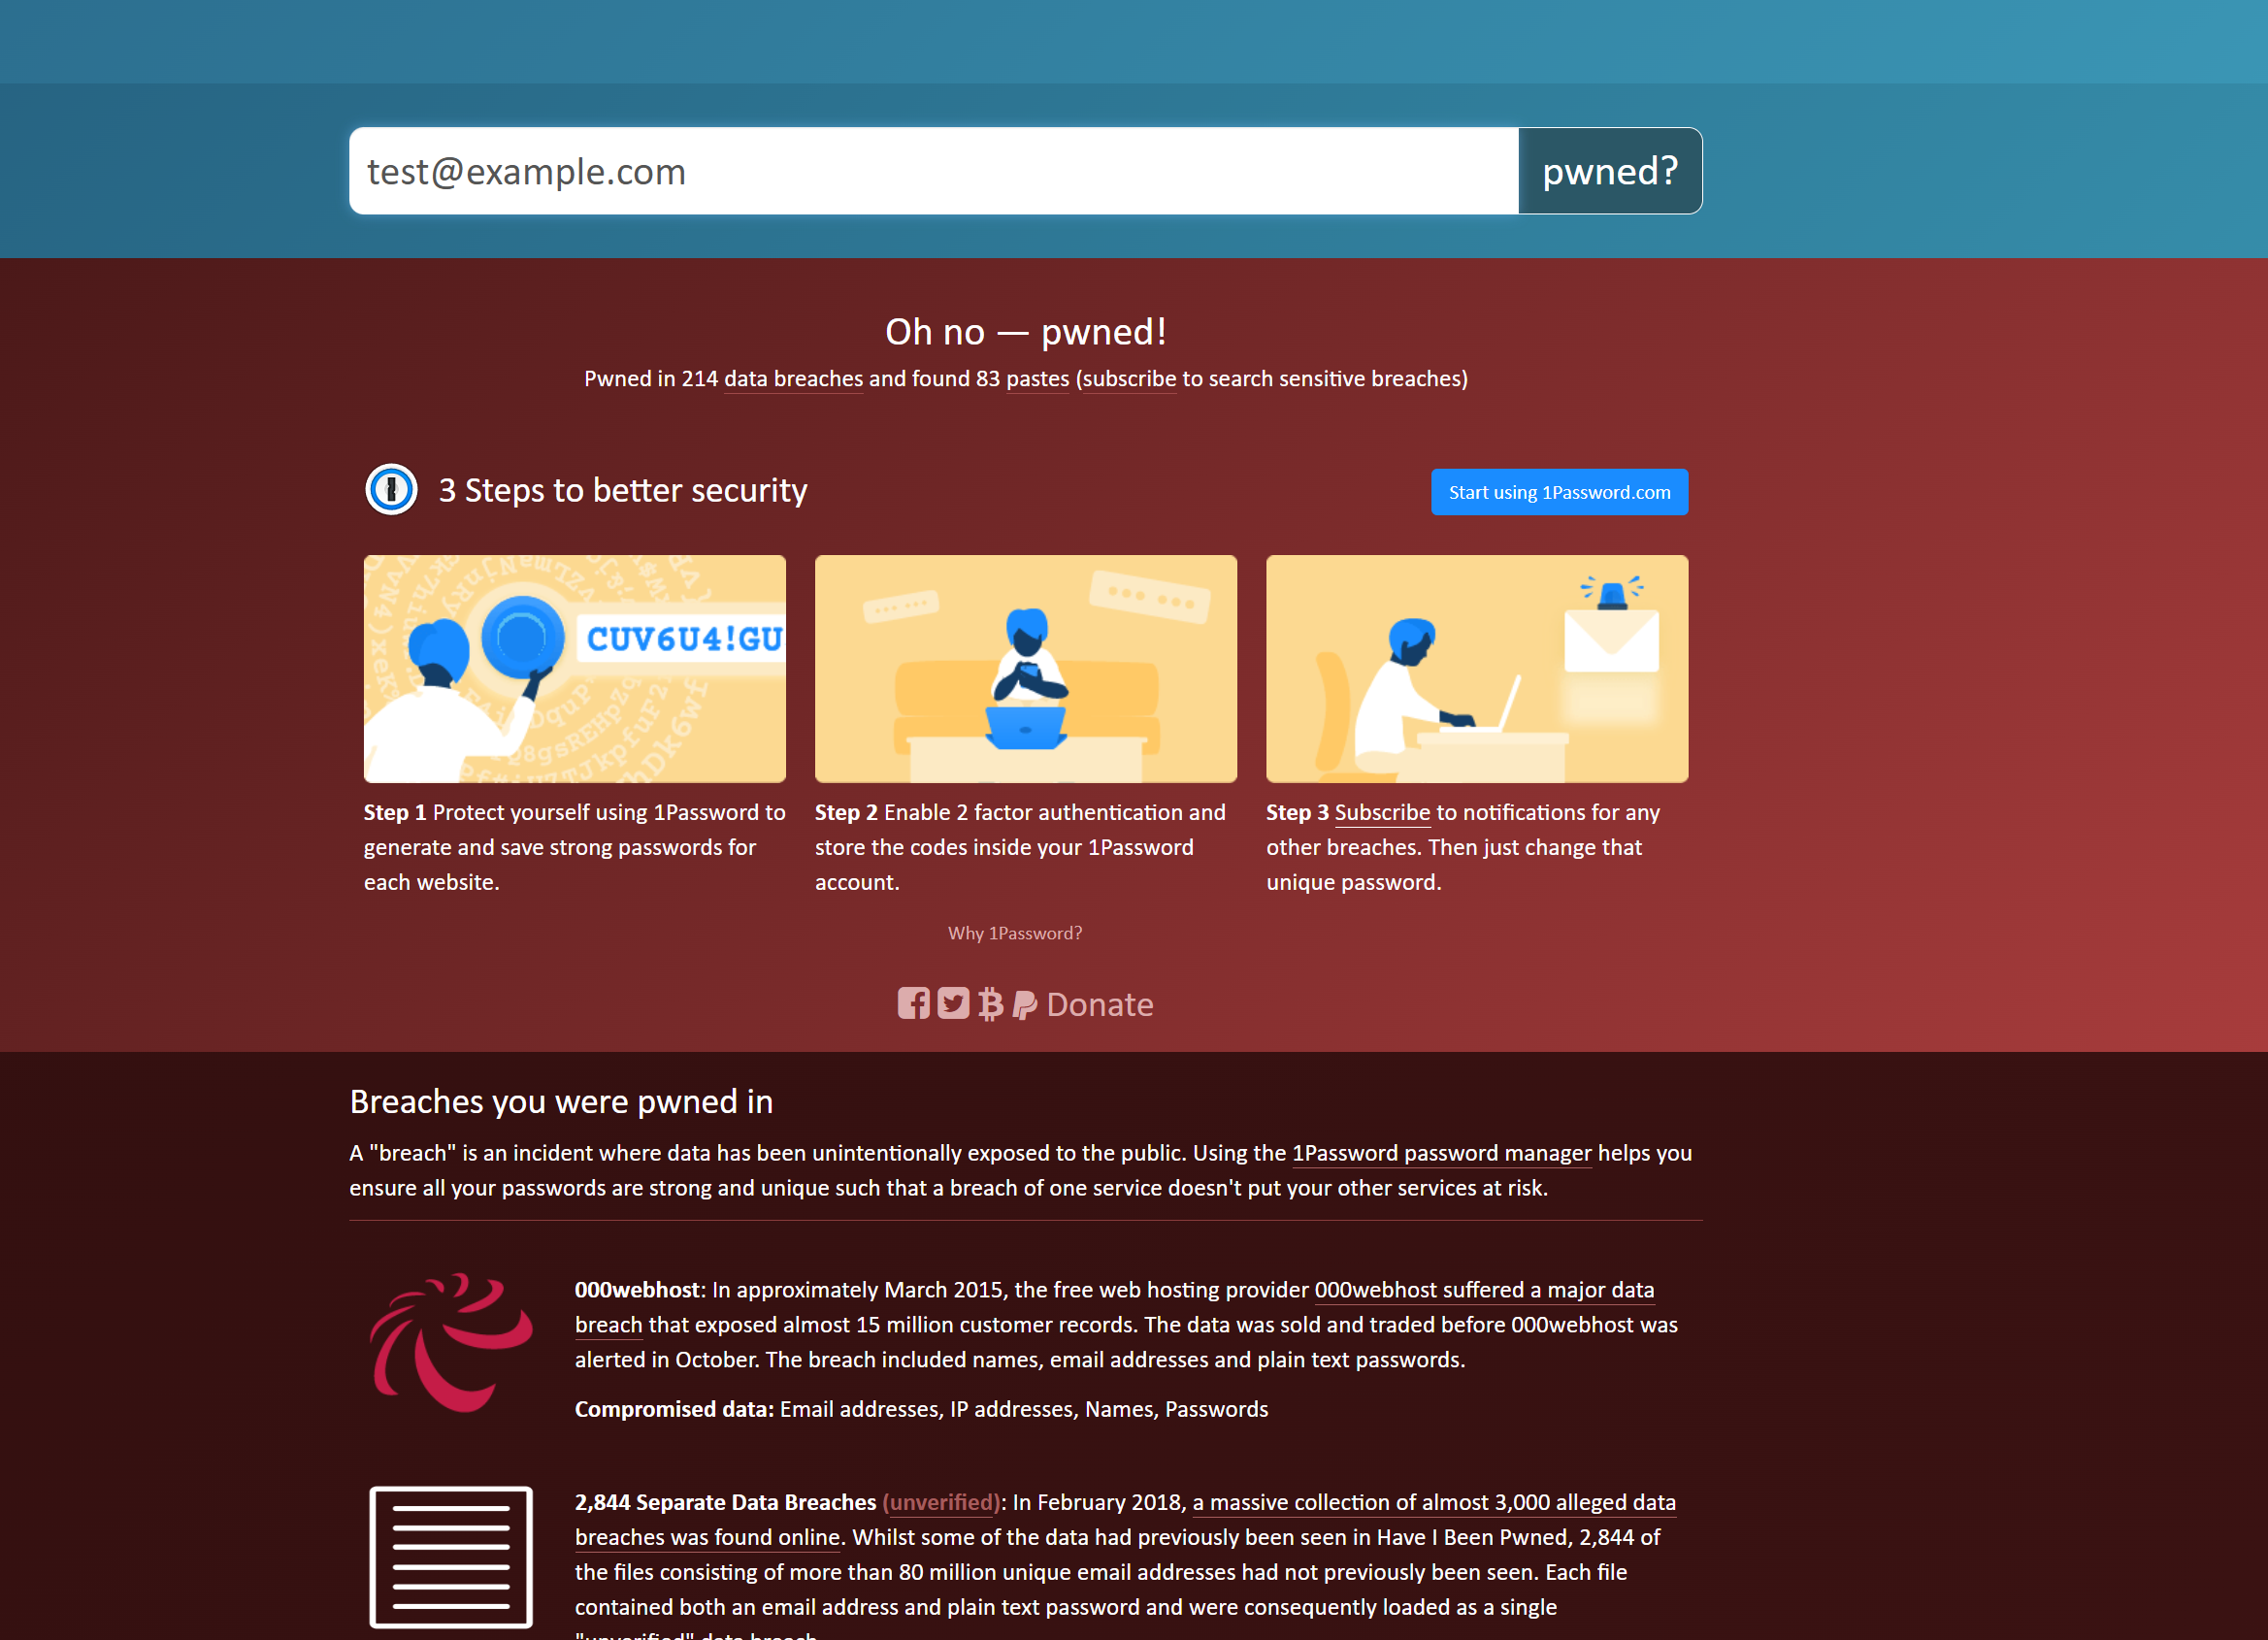 test@example.com
pwned?
Oh no — pwned!
Pwned in 214 data breaches and found 83 pastes (subscribe to search sensitive breaches)
3 Steps to better security
Start using 1Password.com
CUV6U4!GU
Step 1 Protect yourself using 1Password to
generate and save strong passwords for
each website.
Step 2 Enable 2 factor authentication and
store the codes inside your 1Password
account.
Step 3 Subscribe to notifications for any
other breaches. Then just change that
unique password.
Why 1Password?
Donate
Breaches you were pwned in
A "breach" is an incident where data has been unintentionally exposed to the public. Using the 1Password password manager helps you
ensure all your passwords are strong and unique such that a breach of one service doesn't put your other services at risk.
000webhost: In approximately March 2015, the free web hosting provider 000webhost suffered a major data
breach that exposed almost 15 million customer records. The data was sold and traded before 000webhost was
alerted in October. The breach included names, email addresses and plain text passwords.
Compromised data: Email addresses, IP addresses, Names, Passwords
2,844 Separate Data Breaches (unverified): In February 2018, a massive collection of almost 3,000 alleged data
breaches was found online. Whilst some of the data had previously been seen in Have I Been Pwned, 2,844 of
the files consisting of more than 80 million unique email addresses had not previously been seen. Each file
contained both an email address and plain text password and were consequently loaded as a single
"unverified" data breach.